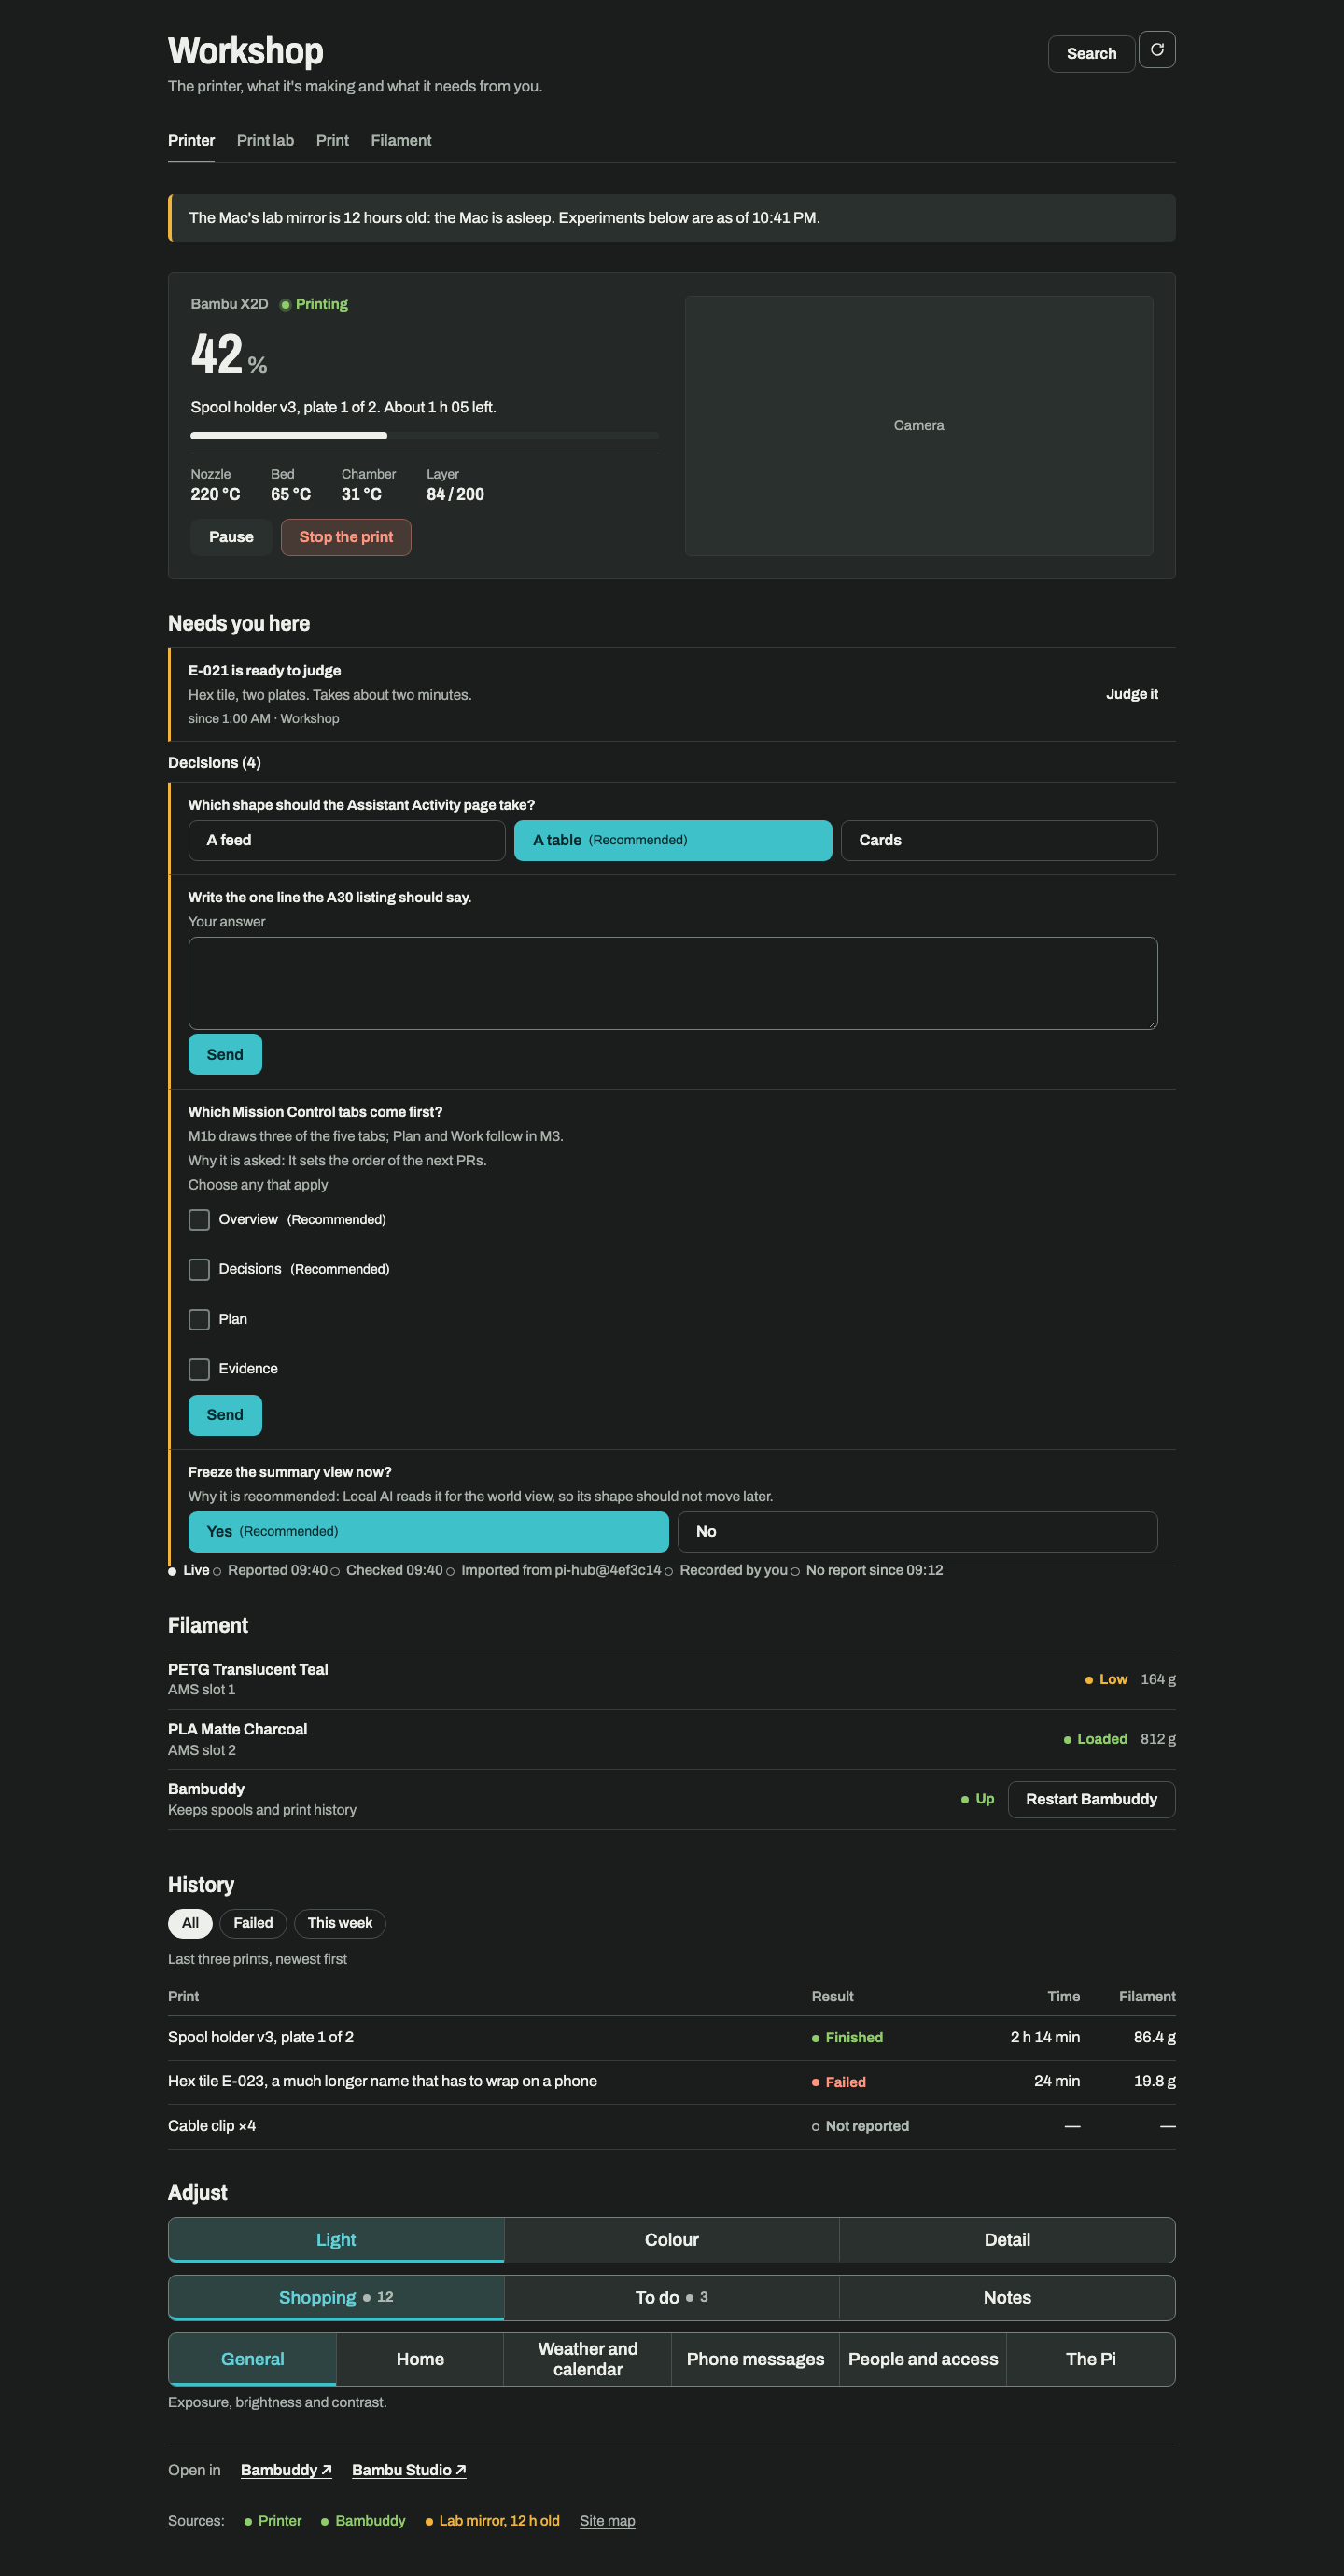 Workshop
Search
The printer, what it's making and what it needs from you.
Printer Print lab Print Filament
The Mac's lab mirror is 12 hours old: the Mac is asleep. Experiments below are as of 10:41 PM.
Bambu X2D Printing
42 %
Spool holder v3, plate 1 of 2. About 1 h 05 left.
Camera
Nozzle Bed Chamber Layer
220 °C 65 °C 31 °C 84 / 200
Pause Stop the print
Needs you here
E-021 is ready to judge
Hex tile, two plates. Takes about two minutes.
Judge it
since 1:00 AM · Workshop
Decisions (4)
Which shape should the Assistant Activity page take?
A feed A table (Recommended) Cards
Write the one line the A30 listing should say.
Your answer
Send
Which Mission Control tabs come first?
M1b draws three of the five tabs; Plan and Work follow in M3.
Why it is asked: It sets the order of the next PRs.
Choose any that apply
Overview (Recommended)
Decisions (Recommended)
Plan
Evidence
Send
Freeze the summary view now?
Why it is recommended: Local AI reads it for the world view, so its shape should not move later.
Yes (Recommended) No
Live Reported 09:40 Checked 09:40 Imported from pi-hub@4ef3c14 Recorded by you No report since 09:12
Filament
PETG Translucent Teal
AMS slot 1
Low 164 g
PLA Matte Charcoal
AMS slot 2
Loaded 812 g
Bambuddy
Keeps spools and print history
Up Restart Bambuddy
History
All Failed This week
Last three prints, newest first
Print Result Time Filament
Spool holder v3, plate 1 of 2 Finished 2 h 14 min 86.4 g
Hex tile E-023, a much longer name that has to wrap on a phone Failed 24 min 19.8 g
Cable clip ×4 Not reported — —
Adjust
Light Colour Detail
Shopping 12 To do 3 Notes
General Home Weather and calendar Phone messages People and access The Pi
Exposure, brightness and contrast.
Open in Bambuddy ↗ Bambu Studio ↗
Sources: Printer Bambuddy Lab mirror, 12 h old Site map